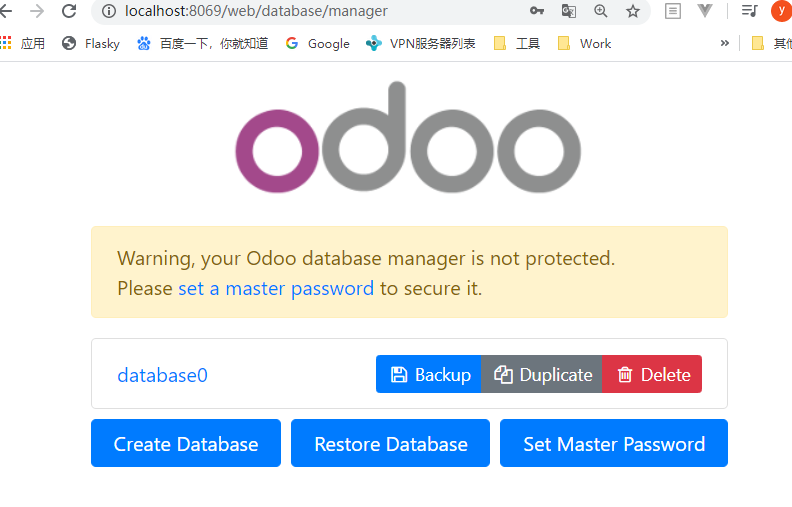 localhost:8069/web/database/manager
y
应用 Flasky 百度一下，你就知道 Google VPN服务器列表 工具 Work » 其
odoo
Warning, your Odoo database manager is not protected.
Please set a master password to secure it.
database0 Backup Duplicate Delete
Create Database Restore Database Set Master Password